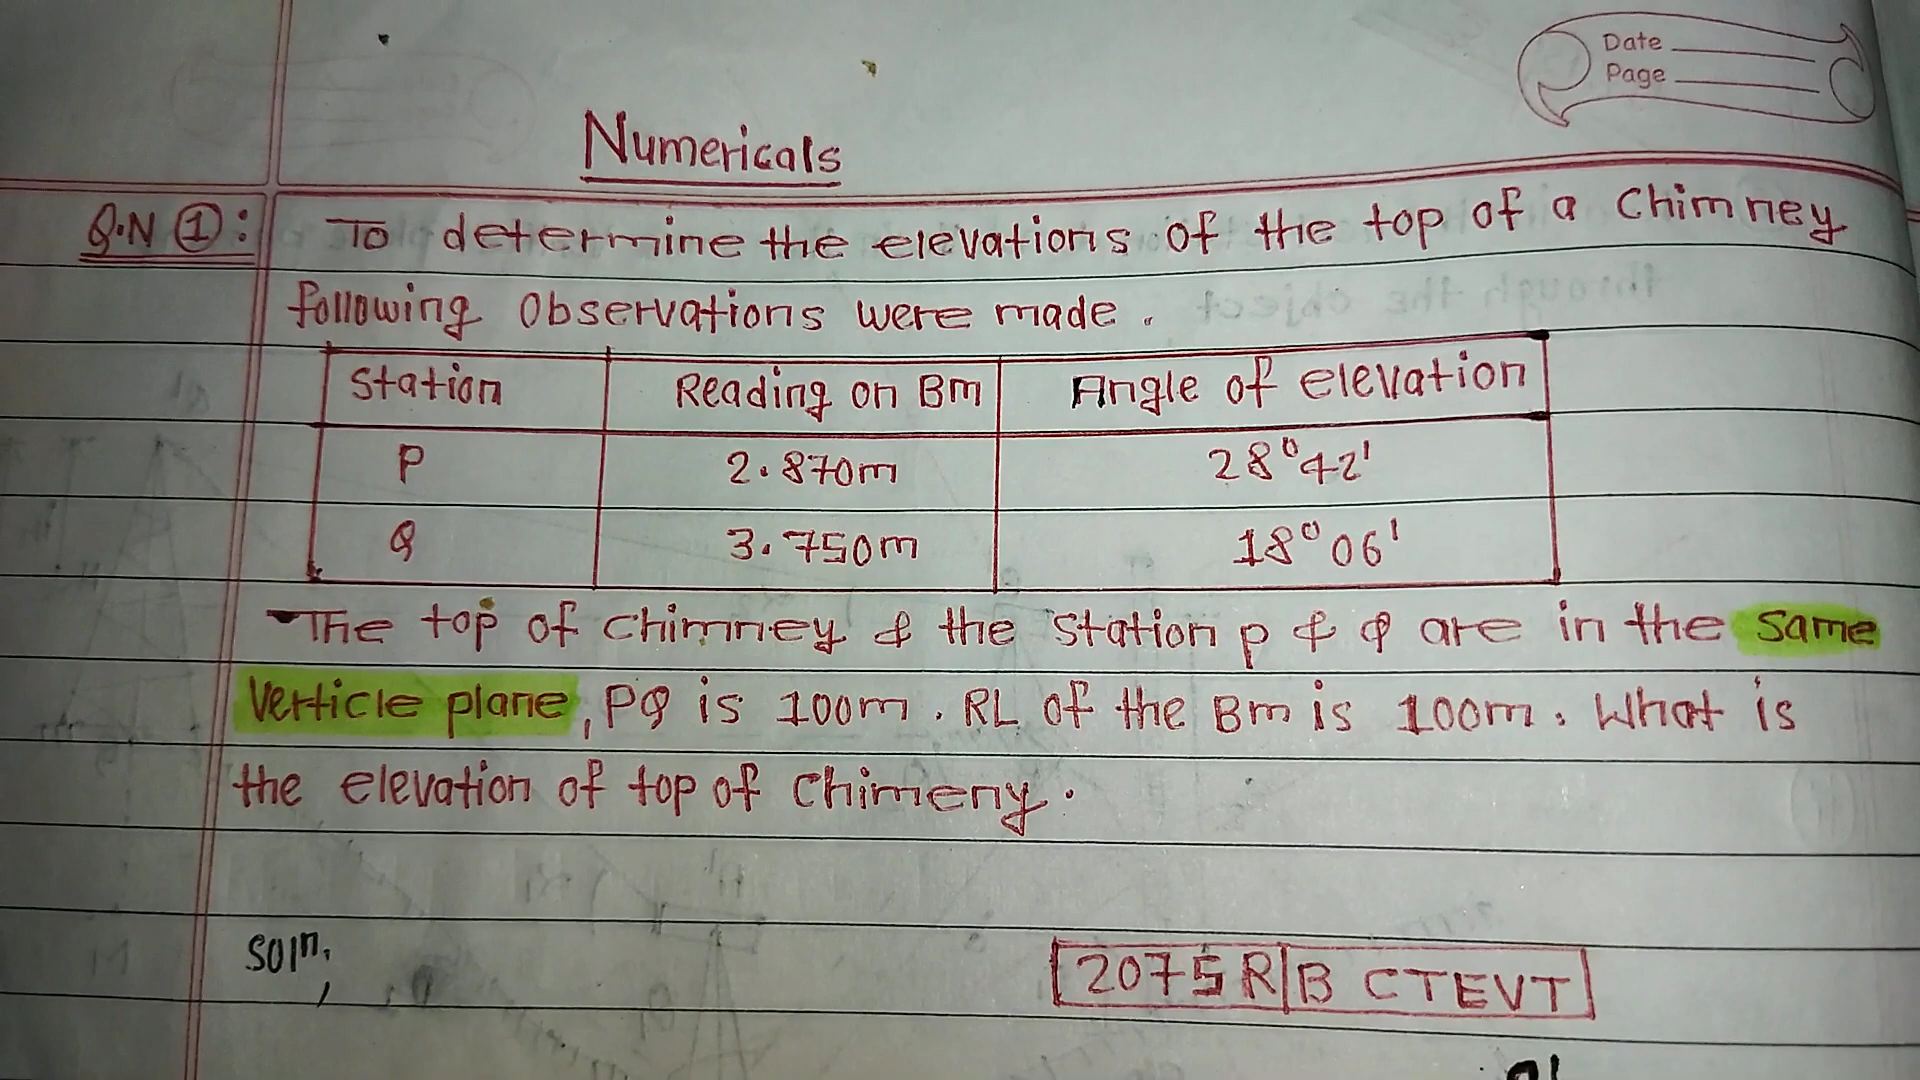 Date
Page
Numericals
Q.N ①: To determine the elevations of the top of a Chimney
following Observations were made.
Station Reading on Bm Angle of elevation
P 2.870m 28°42'
Q 3.750m 18°06'
The top of chimney & the station P & Q are in the same
verticle plane, PQ is 100m. RL of the Bm is 100m. What is
the elevation of top of Chimeny.
Soln,
2075 R/B CTEVT